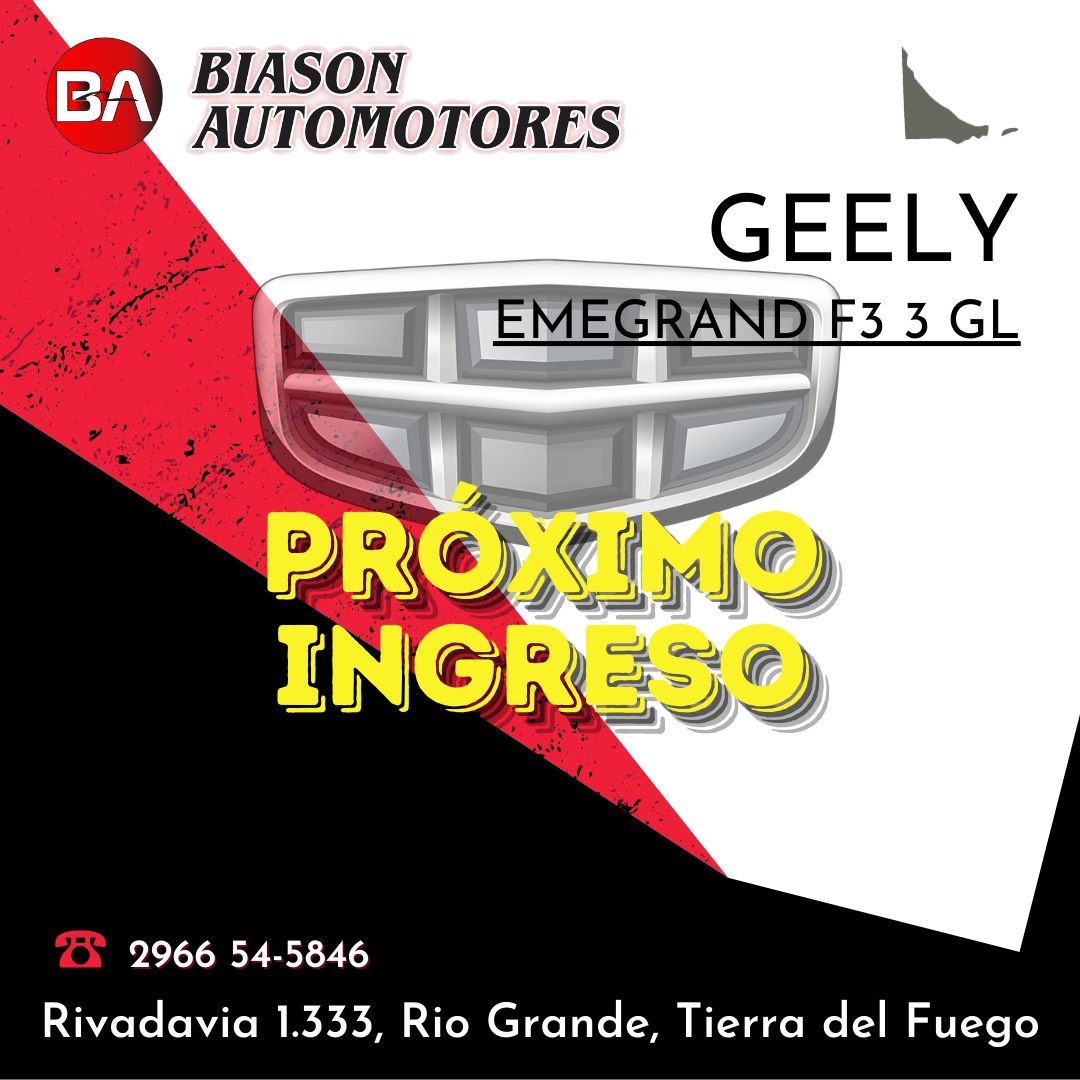 BA
BIASON
AUTOMOTORES
GEELY
EMEGRAND F3 3 GL
PRÓXIMO
INGRESO
2966 54-5846
Rivadavia 1.333, Rio Grande, Tierra del Fuego